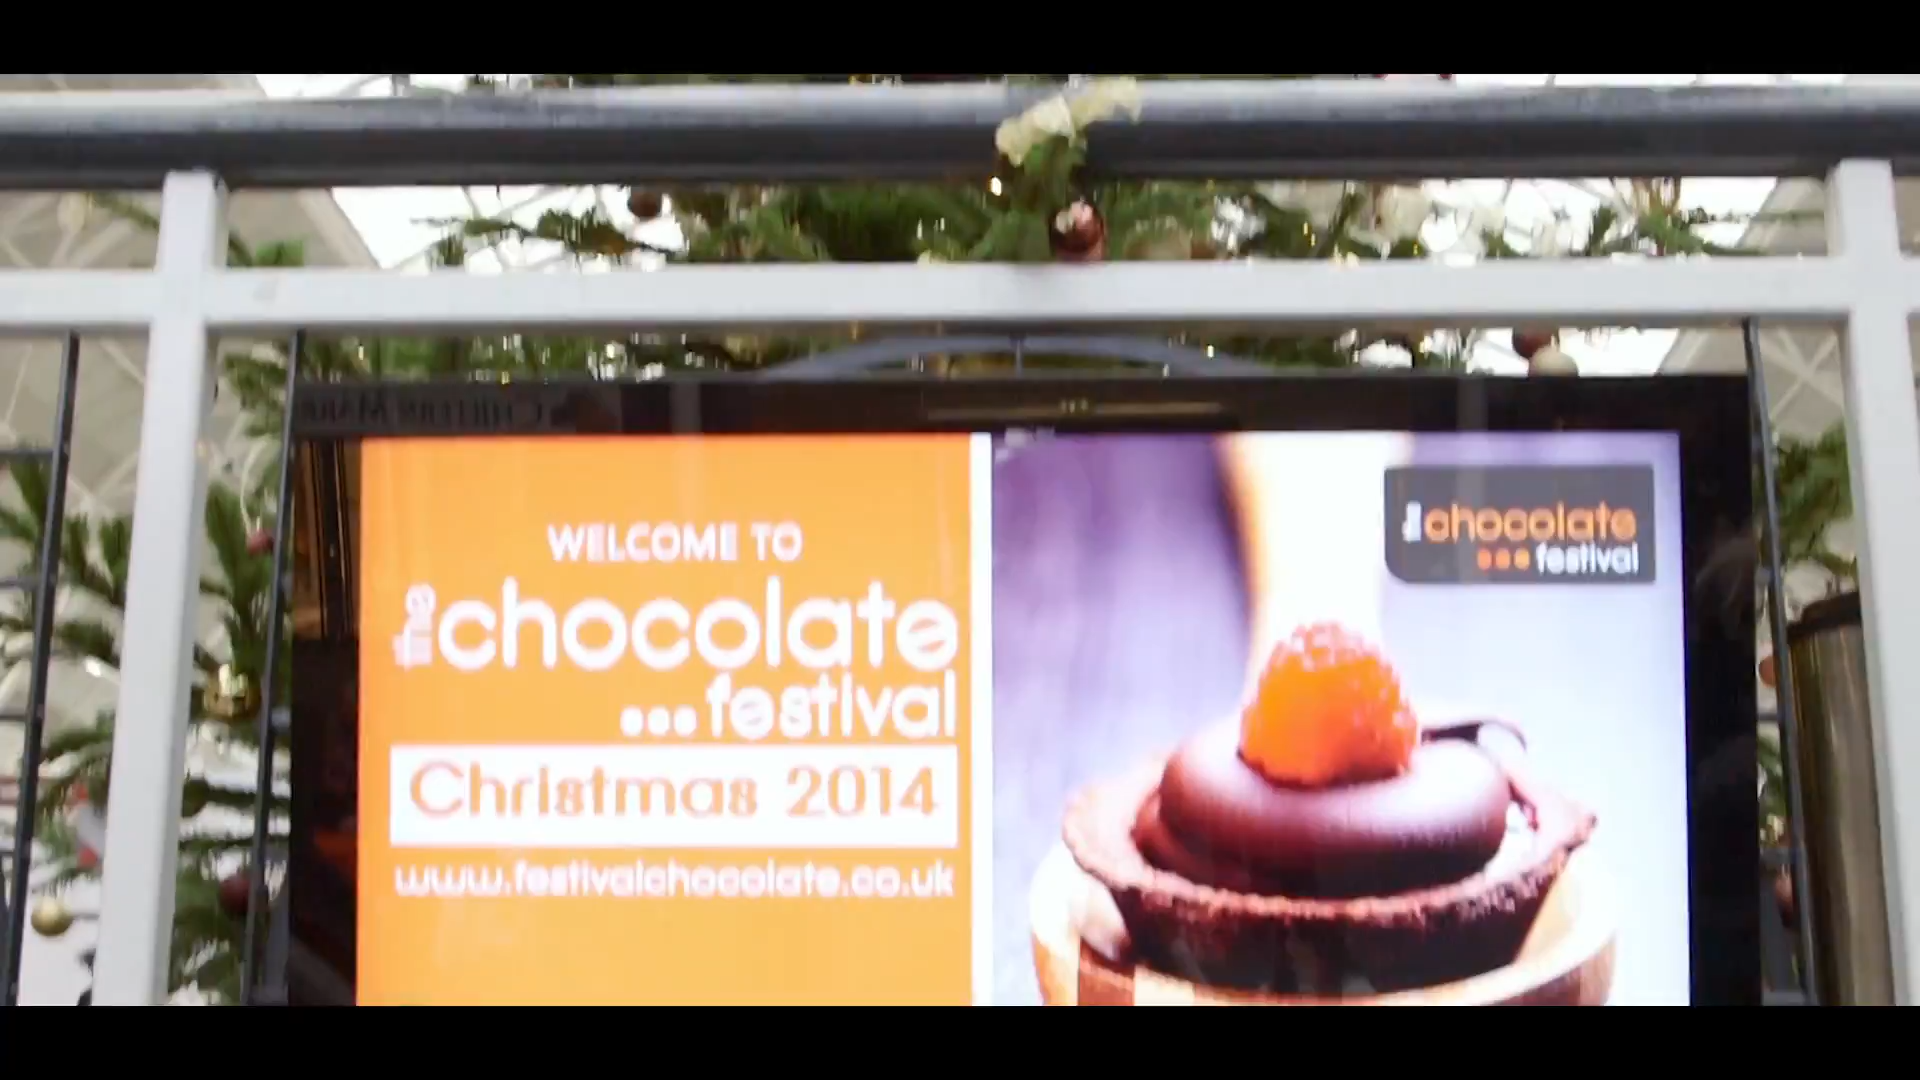 WELCOME TO
the chocolate
...festival
Christmas 2014
www.festivalchocolate.co.uk
the chocolate
...festival